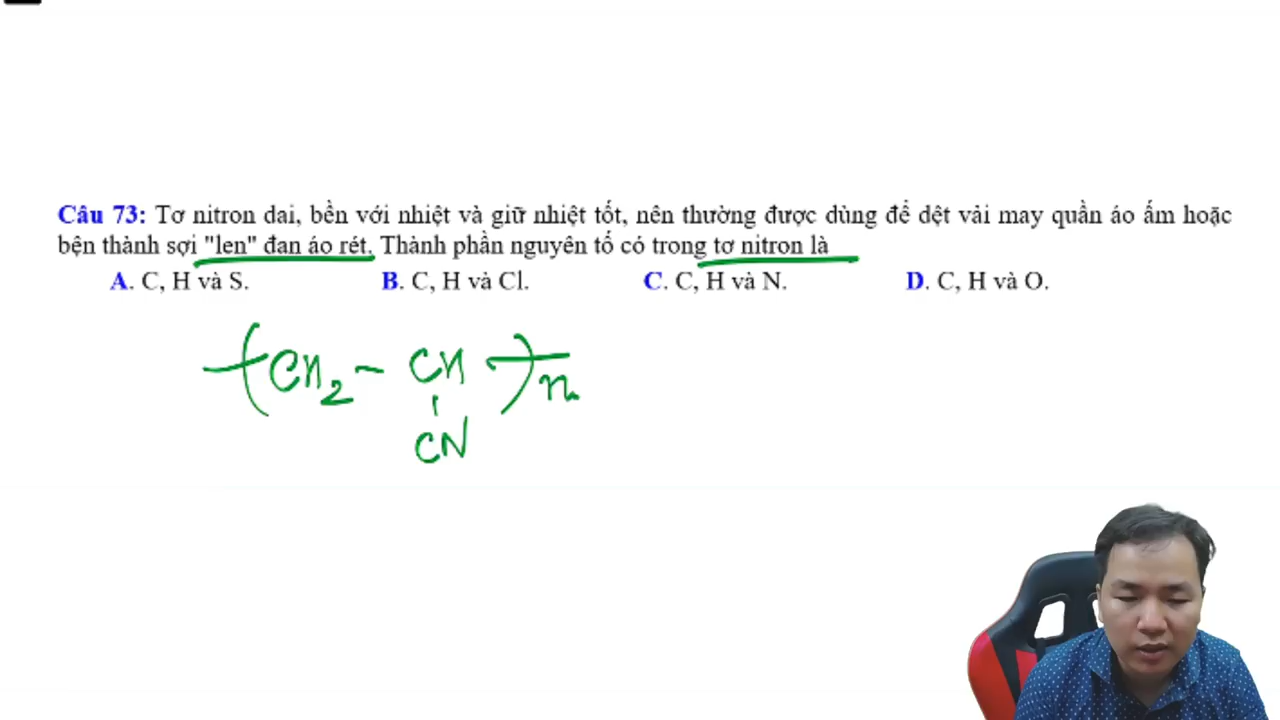 Câu 73: Tơ nitron dai, bền với nhiệt và giữ nhiệt tốt, nên thường được dùng để dệt vải may quần áo ấm hoặc
bện thành sợi "len" đan áo rét. Thành phần nguyên tố có trong tơ nitron là
A. C, H và S. B. C, H và Cl. C. C, H và N. D. C, H và O.
(CH2 - CH)n
CN